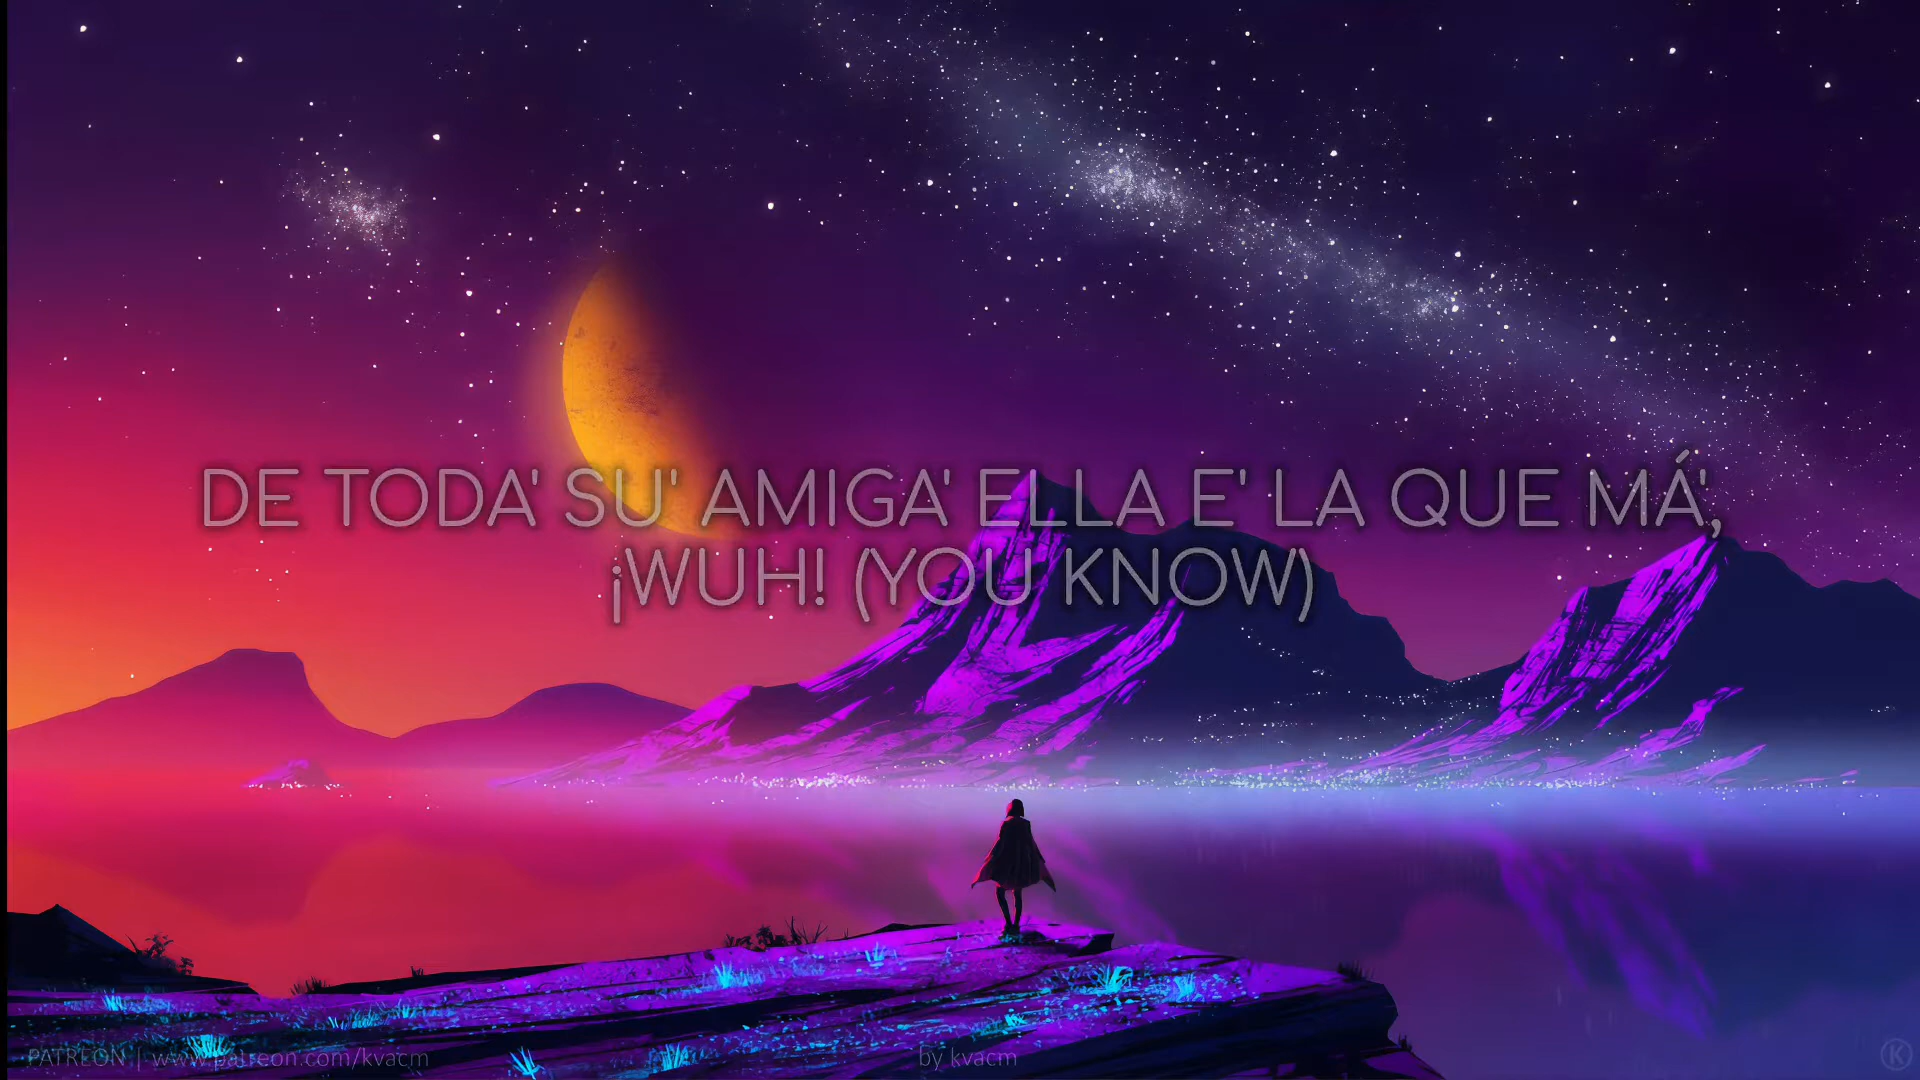 DE TODA' SU' AMIGA' ELLA E' LA QUE MÁ',
¡WUH! (YOU KNOW)
PATREON | www.patreon.com/kvacm
by kvacm
K